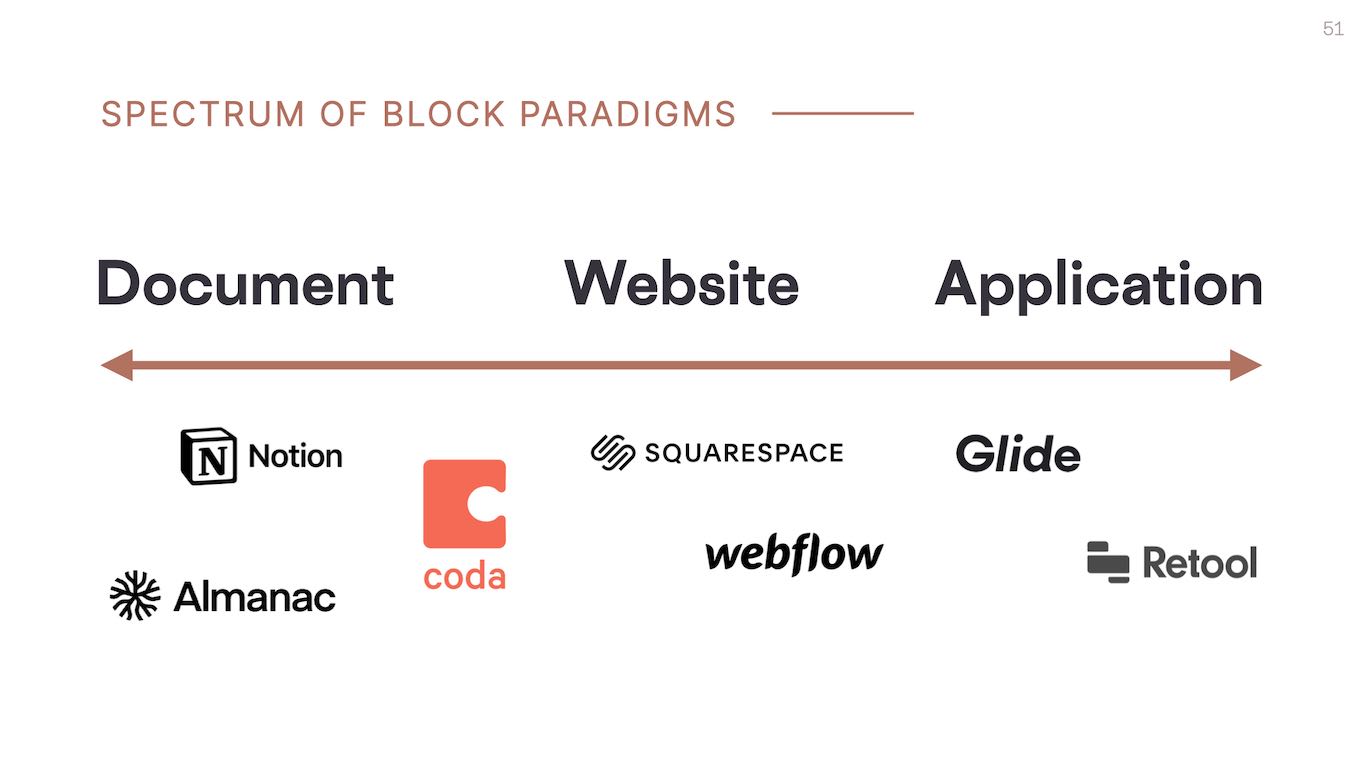 51
SPECTRUM OF BLOCK PARADIGMS
Document Website Application
N Notion
SQUARESPACE
Glide
coda
webflow
Retool
Almanac